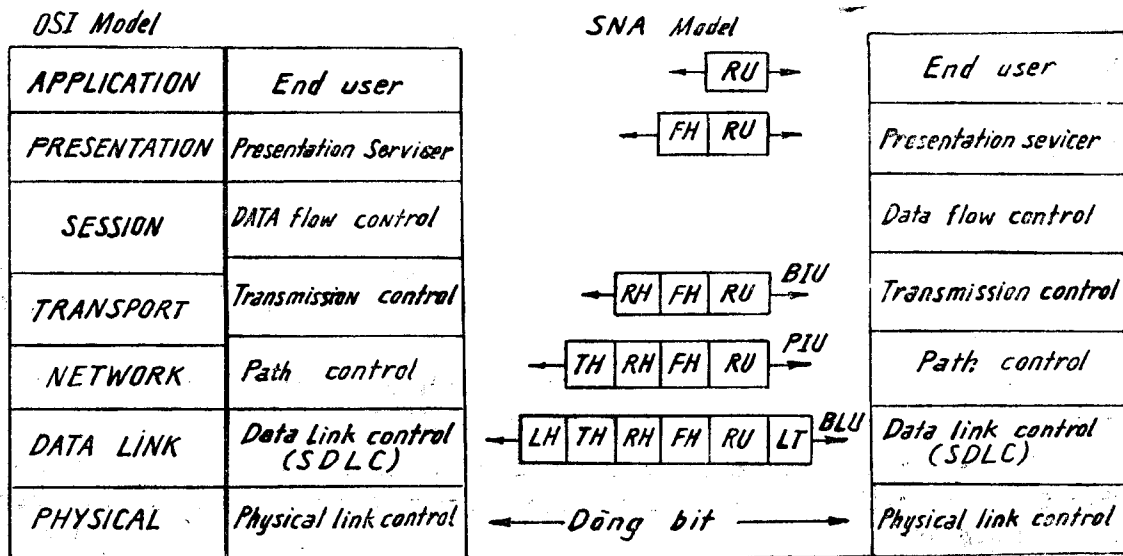 OSI Model
SNA Model
APPLICATION
End user
RU
End user
PRESENTATION
Presentation Serviser
FH RU
Presentation sevicer
SESSION
DATA flow control
Data flow control
TRANSPORT
Transmission control
RH FH RU
BIU
Transmission control
NETWORK
Path control
TH RH FH RU
PIU
Path control
DATA LINK
Data link control
(SDLC)
LH TH RH FH RU LT
BLU
Data link control
(SDLC)
PHYSICAL
Physical link control
Dòng bit
Physical link control